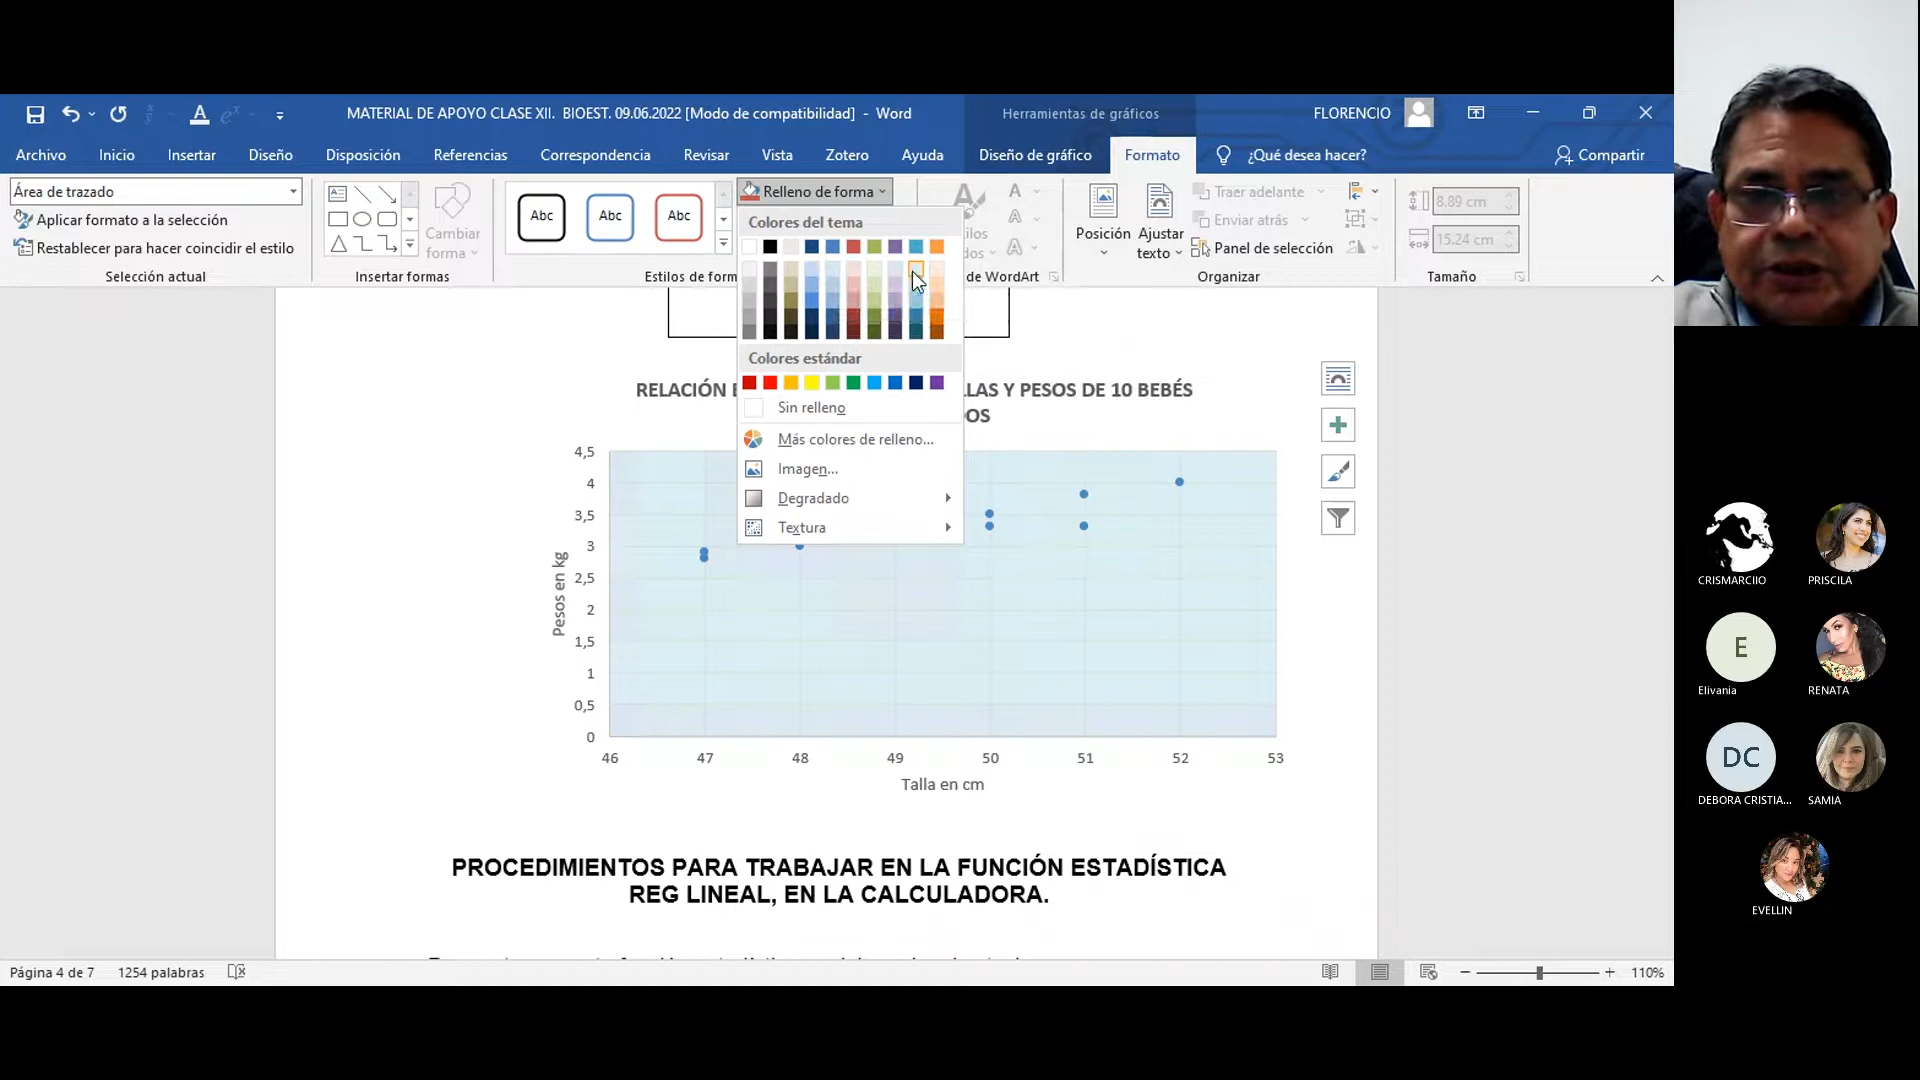 MATERIAL DE APOYO CLASE XII. BIOEST. 09.06.2022 [Modo de compatibilidad] - Word
Herramientas de gráficos
FLORENCIO
Archivo Inicio Insertar Diseño Disposición Referencias Correspondencia Revisar Vista Zotero Ayuda Diseño de gráfico Formato ¿Qué desea hacer? Compartir
Área de trazado
Aplicar formato a la selección
Restablecer para hacer coincidir el estilo
Selección actual
Cambiar
forma
Insertar formas
Abc Abc Abc
Relleno de forma
Colores del tema
Colores estándar
Sin relleno
Más colores de relleno...
Imagen...
Degradado
Textura
de WordArt
Posición
Ajustar
texto
Traer adelante
Enviar atrás
Panel de selección
Organizar
8.89 cm
15.24 cm
Tamaño
RELACIÓN
Y PESOS DE 10 BEBÉS
4,5
4
3,5
3
2,5
2
1,5
1
0,5
0
Pesos en kg
46 47 48 49 50 51 52 53
Talla en cm
PROCEDIMIENTOS PARA TRABAJAR EN LA FUNCIÓN ESTADÍSTICA
REG LINEAL, EN LA CALCULADORA.
Página 4 de 7 1254 palabras
110%
CRISMARCIIO
PRISCILA
E
Elivania
RENATA
DC
DEBORA CRISTIA...
SAMIA
EVELLIN